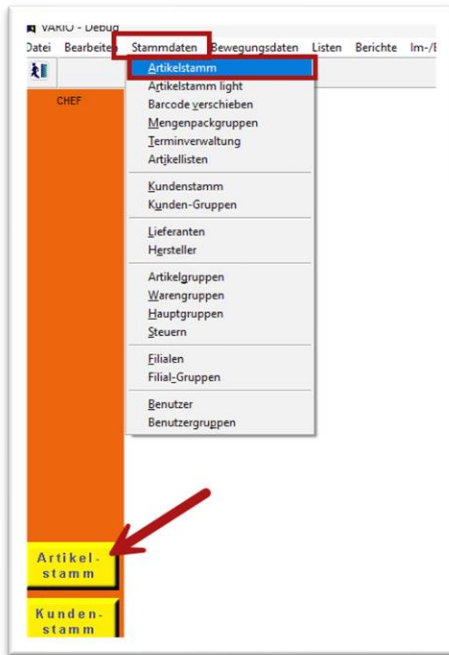 VARIO - Debug
Datei Bearbeiten Stammdaten Bewegungsdaten Listen Berichte Im-/E
CHEF
Artikelstamm
Artikelstamm light
Barcode verschieben
Mengenpackgruppen
Terminverwaltung
Artikellisten
Kundenstamm
Kunden-Gruppen
Lieferanten
Hersteller
Artikelgruppen
Warengruppen
Hauptgruppen
Steuern
Filialen
Filial-Gruppen
Benutzer
Benutzergruppen
Artikel-
stamm
Kunden-
stamm